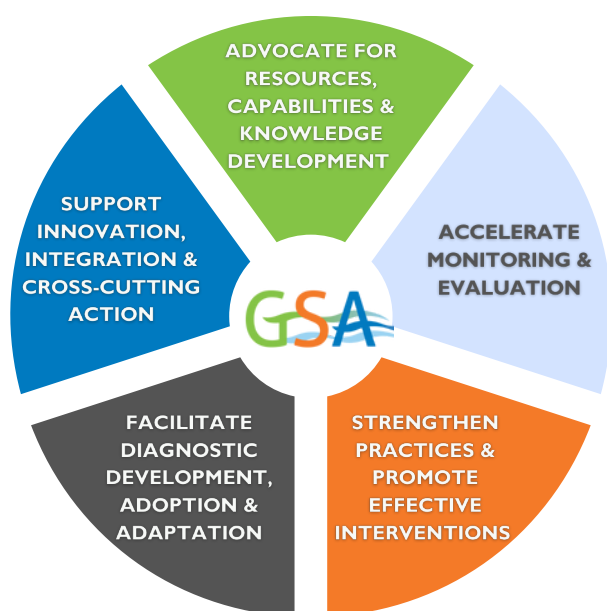 ADVOCATE FOR
RESOURCES,
CAPABILITIES &
KNOWLEDGE
DEVELOPMENT
ACCELERATE
MONITORING &
EVALUATION
STRENGTHEN
PRACTICES &
PROMOTE
EFFECTIVE
INTERVENTIONS
FACILITATE
DIAGNOSTIC
DEVELOPMENT,
ADOPTION &
ADAPTATION
SUPPORT
INNOVATION,
INTEGRATION &
CROSS-CUTTING
ACTION
GSA